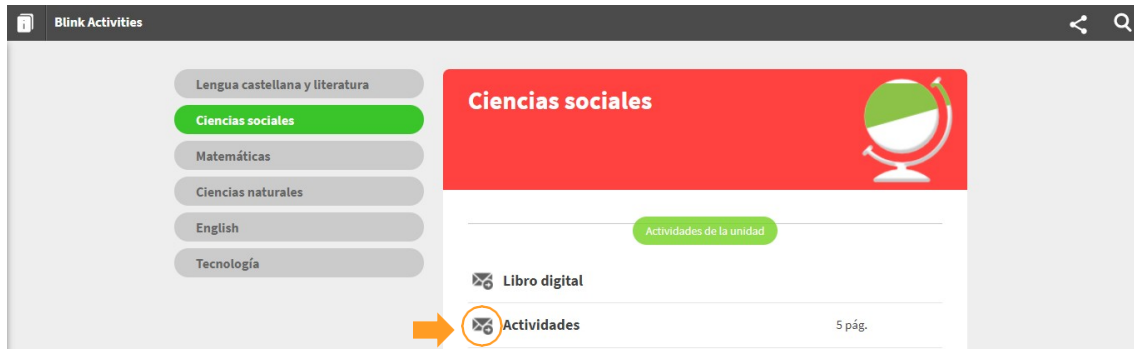 Blink Activities
Lengua castellana y literatura
Ciencias sociales
Matemáticas
Ciencias naturales
English
Tecnología
Ciencias sociales
Actividades de la unidad
Libro digital
Actividades 5 pág.